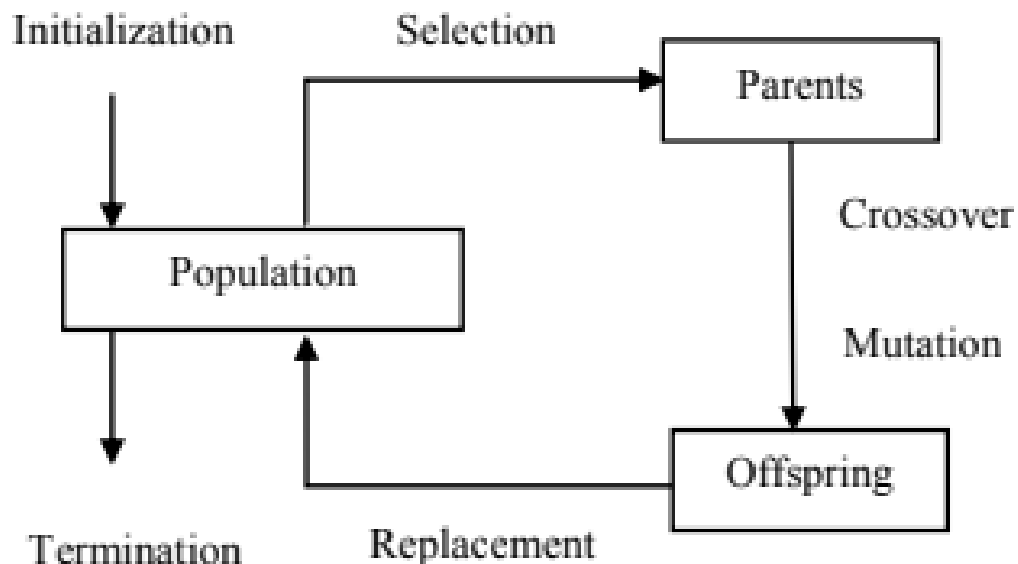 Initialization
Selection
Parents
Crossover
Population
Mutation
Offspring
Replacement
Termination